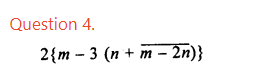 Question 4.
2{m – 3 (n + m – 2n)}